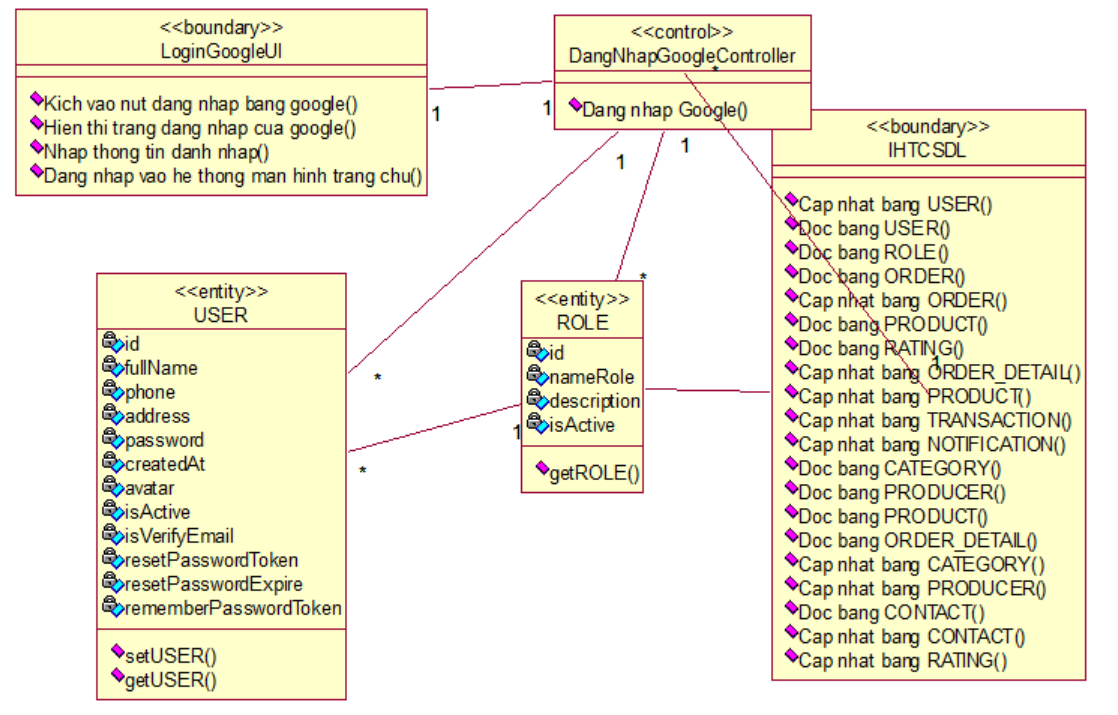 <<boundary>>
LoginGoogleUI
Kich vao nut dang nhap bang google()
Hien thi trang dang nhap cua google()
Nhap thong tin danh nhap()
Dang nhap vao he thong man hinh trang chu()
1
1
<<control>>
DangNhapGoogleController
*
Dang nhap Google()
1
1
<<boundary>>
IHTCSDL
Cap nhat bang USER()
Doc bang USER()
Doc bang ROLE()
Doc bang ORDER()
Cap nhat bang ORDER()
Doc bang PRODUCT()
Doc bang RATING()
1
Cap nhat bang ORDER_DETAIL()
Cap nhat bang PRODUCT()
Cap nhat bang TRANSACTION()
Cap nhat bang NOTIFICATION()
Doc bang CATEGORY()
Doc bang PRODUCER()
Doc bang PRODUCT()
Doc bang ORDER_DETAIL()
Cap nhat bang CATEGORY()
Cap nhat bang PRODUCER()
Doc bang CONTACT()
Cap nhat bang CONTACT()
Cap nhat bang RATING()
<<entity>>
USER
id
fullName
phone
address
password
createdAt
avatar
isActive
isVerifyEmail
resetPasswordToken
resetPasswordExpire
rememberPasswordToken
setUSER()
getUSER()
*
*
1
*
<<entity>>
ROLE
id
nameRole
description
isActive
getROLE()